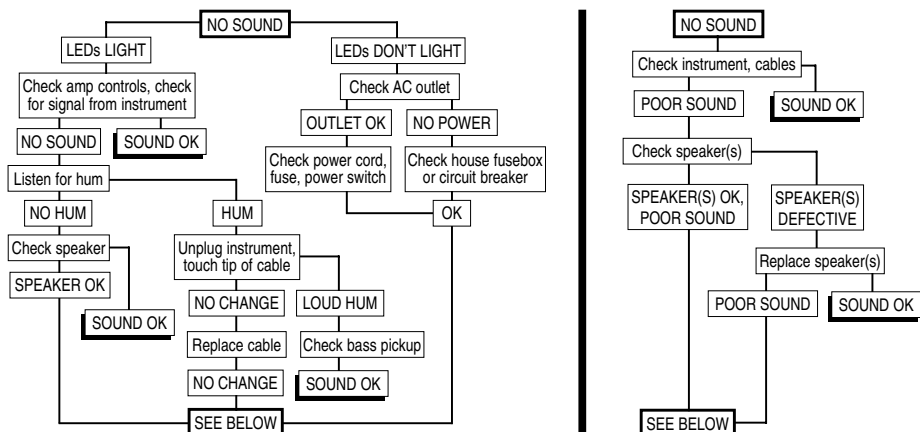 NO SOUND
LEDs LIGHT
LEDs DON'T LIGHT
Check amp controls, check
for signal from instrument
Check AC outlet
NO SOUND
SOUND OK
OUTLET OK
NO POWER
Listen for hum
Check power cord,
fuse, power switch
Check house fusebox
or circuit breaker
NO HUM
HUM
OK
Check speaker
Unplug instrument,
touch tip of cable
SPEAKER OK
NO CHANGE
LOUD HUM
SOUND OK
Replace cable
Check bass pickup
NO CHANGE
SOUND OK
SEE BELOW
NO SOUND
Check instrument, cables
POOR SOUND
SOUND OK
Check speaker(s)
SPEAKER(S) OK,
POOR SOUND
SPEAKER(S)
DEFECTIVE
Replace speaker(s)
POOR SOUND
SOUND OK
SEE BELOW